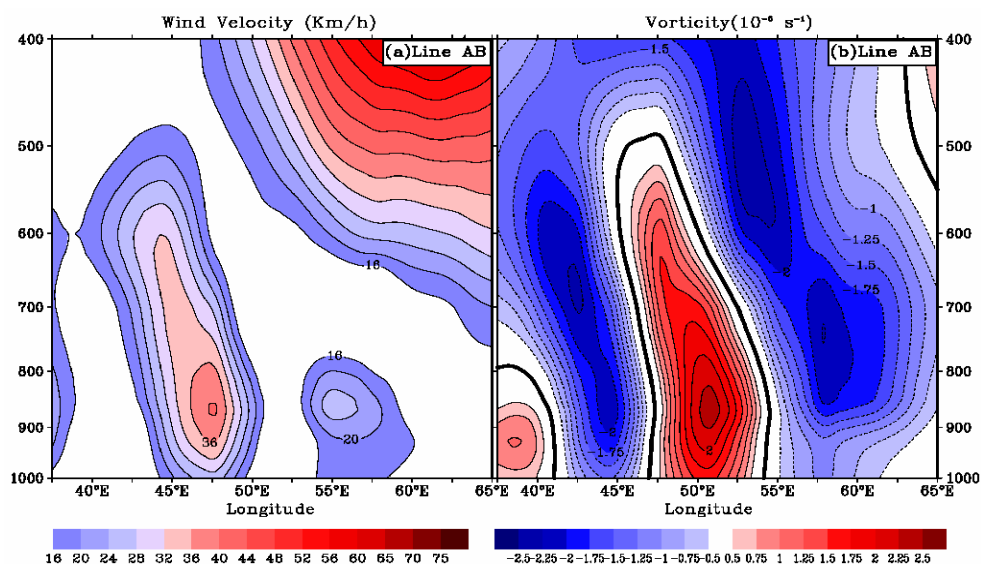 Wind Velocity (Km/h)
Vorticity(10⁻⁶ s⁻¹)
(a)Line AB
(b)Line AB
400
500
600
700
800
900
1000
16
16
20
36
40°E
45°E
50°E
55°E
60°E
65°E
Longitude
-1.5
-1
-1.25
-1.5
-1.75
-2
-2
-1.75
2
400
500
600
700
800
900
1000
40°E
45°E
50°E
55°E
60°E
65°E
Longitude
16 20 24 28 32 36 40 44 48 52 56 65 70 75
-2.5 -2.25 -2 -1.75 -1.5 -1.25 -1 -0.75 -0.5 0.5 0.75 1 1.25 1.5 1.75 2 2.25 2.5